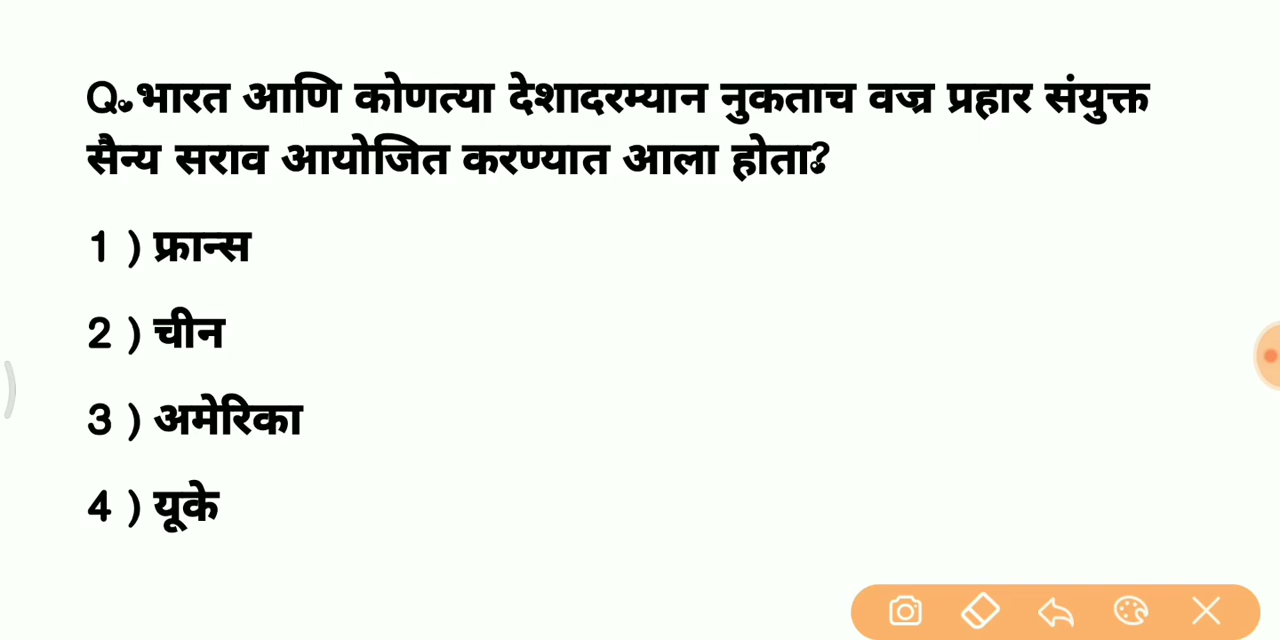 Q. भारत आणि कोणत्या देशादरम्यान नुकताच वज्र प्रहार संयुक्त
सैन्य सराव आयोजित करण्यात आला होता?
1 ) फ्रान्स
2 ) चीन
3 ) अमेरिका
4 ) यूके